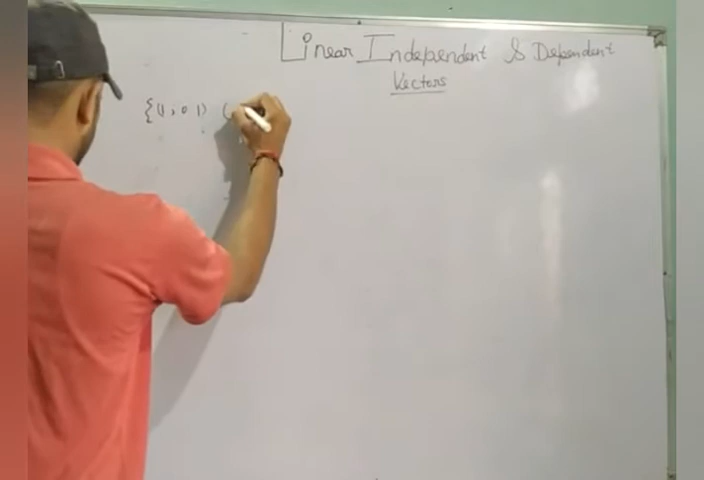 Linear Independent & Dependent
Vectors
{(1, 0 1) (